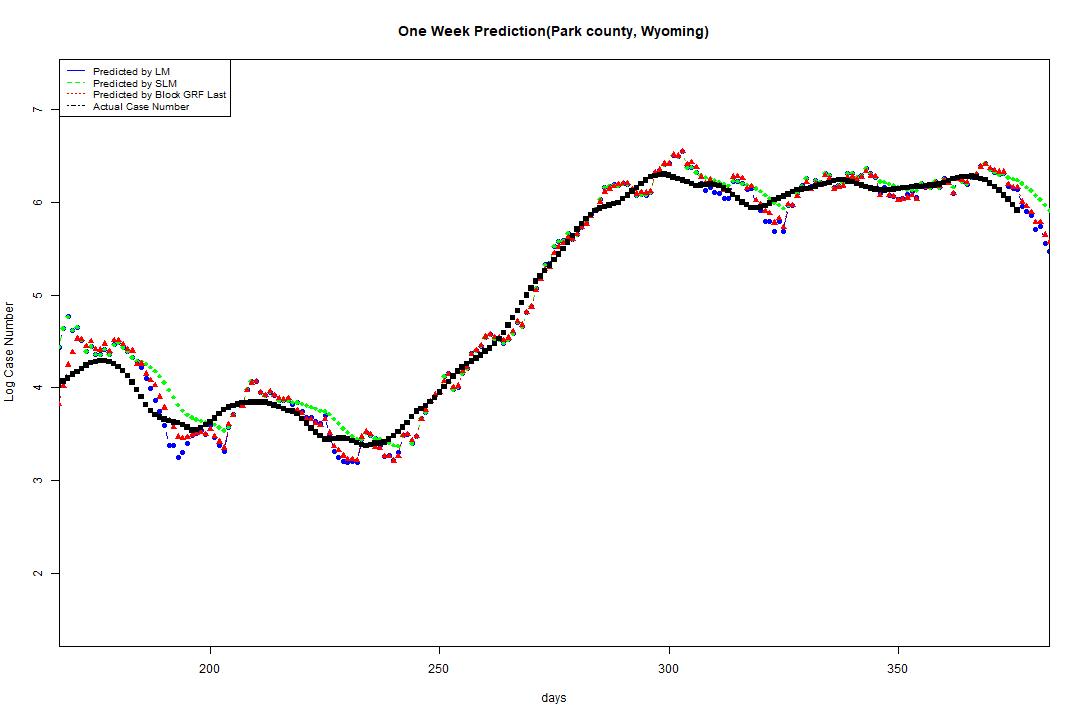 One Week Prediction(Park county, Wyoming)
Predicted by LM
Predicted by SLM
Predicted by Block GRF Last
Actual Case Number
7
6
5
4
3
2
Log Case Number
200 250 300 350
days